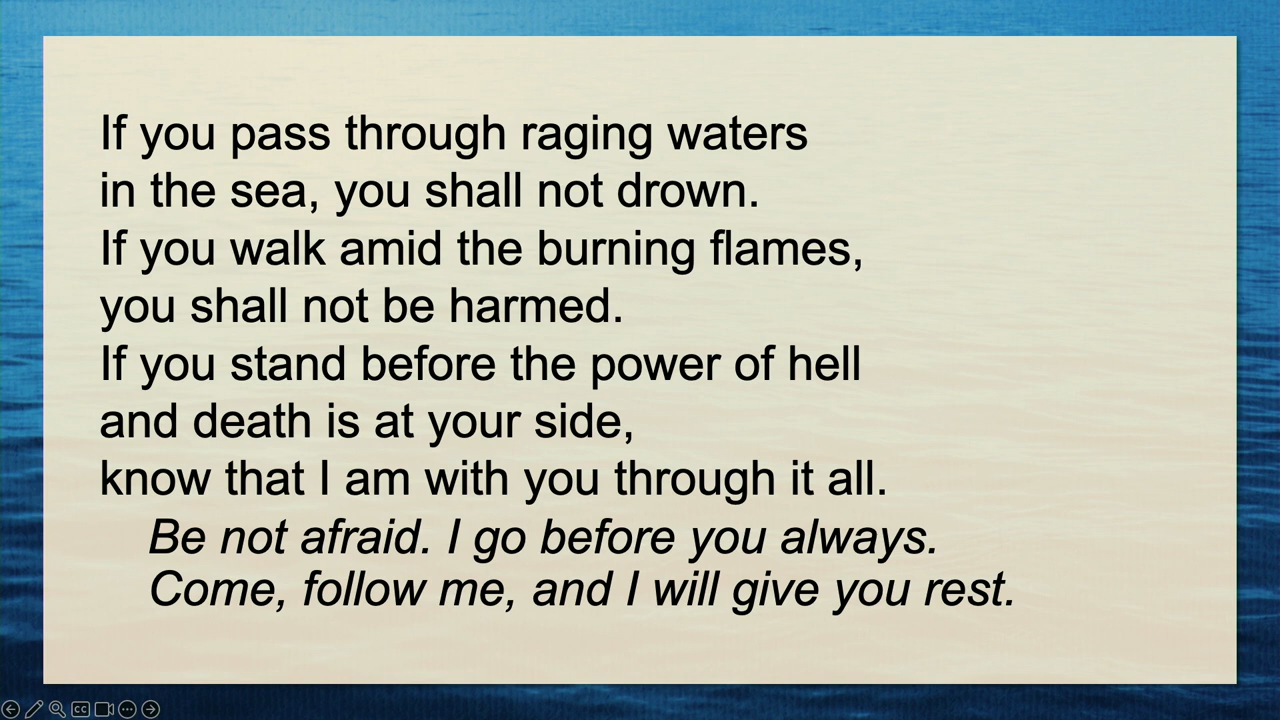 If you pass through raging waters
in the sea, you shall not drown.
If you walk amid the burning flames,
you shall not be harmed.
If you stand before the power of hell
and death is at your side,
know that I am with you through it all.
Be not afraid. I go before you always.
Come, follow me, and I will give you rest.
CC